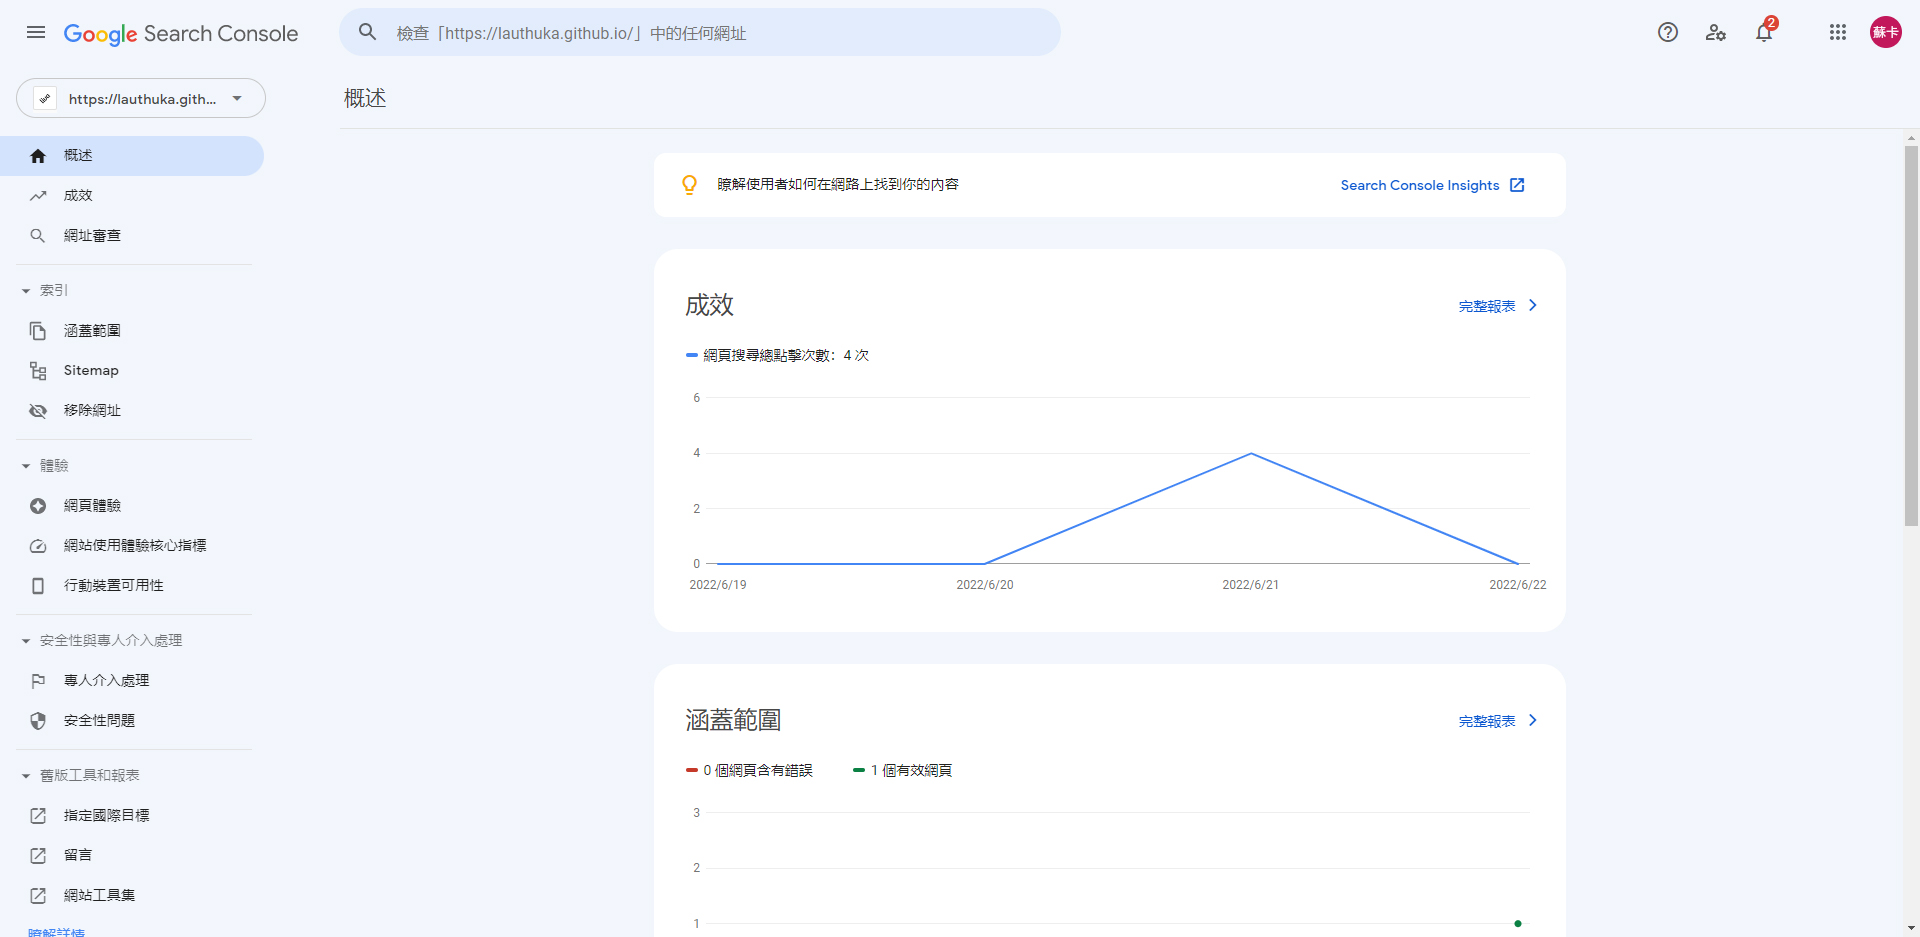 Google Search Console
檢查「https://lauthuka.github.io/」中的任何網址
2
蘇卡
https://lauthuka.gith...
概述
概述
成效
網址審查
索引
涵蓋範圍
Sitemap
移除網址
體驗
網頁體驗
網站使用體驗核心指標
行動裝置可用性
安全性與專人介入處理
專人介入處理
安全性問題
舊版工具和報表
指定國際目標
留言
網站工具集
瞭解詳情
瞭解使用者如何在網路上找到你的內容
Search Console Insights
成效
完整報表
網頁搜尋總點擊次數：4 次
6
4
2
0
2022/6/19 2022/6/20 2022/6/21 2022/6/22
涵蓋範圍
完整報表
0 個網頁含有錯誤 1 個有效網頁
3
2
1